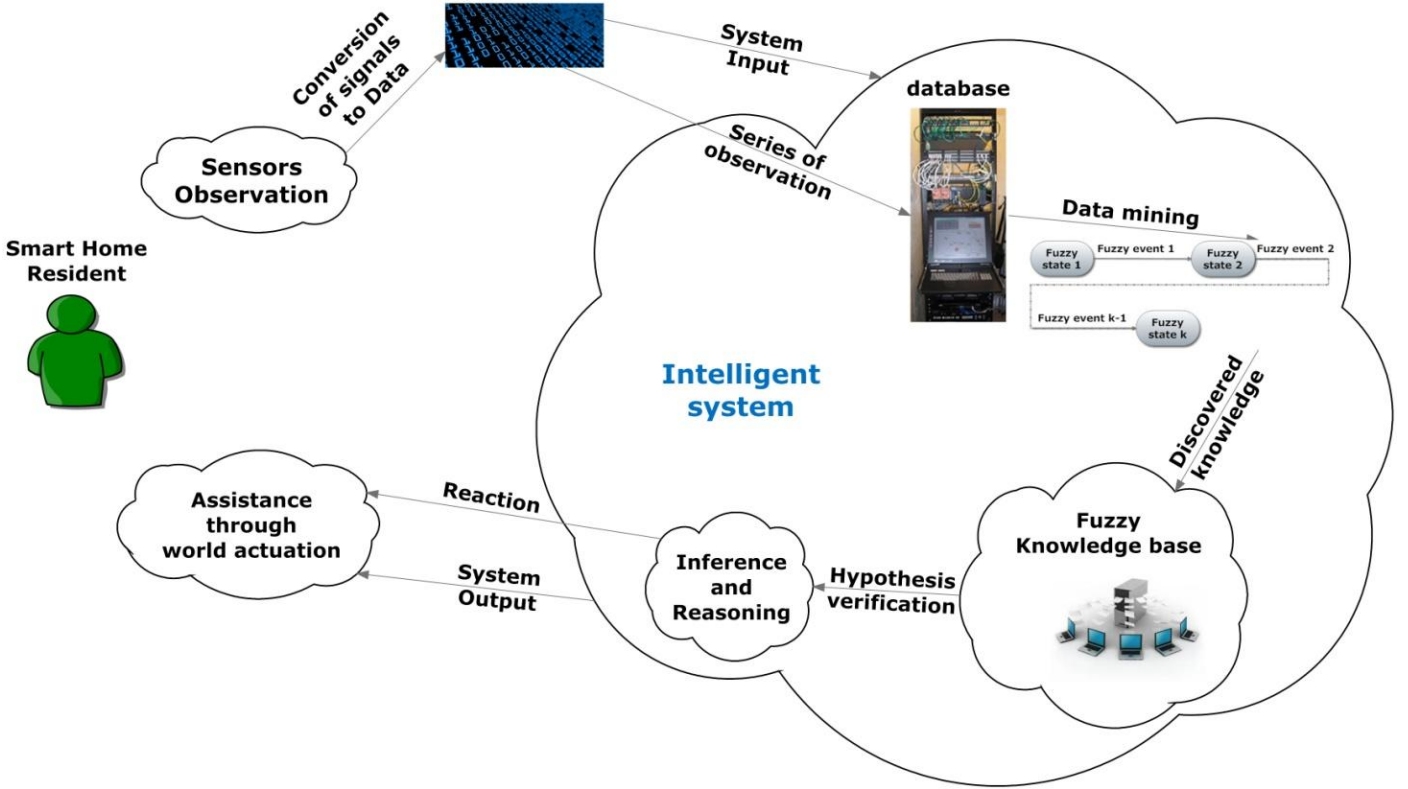 Conversion
of signals
to Data
System
Input
database
Sensors
Observation
Series of
observation
Data mining
Smart Home
Resident
Fuzzy
state 1
Fuzzy event 1
Fuzzy
state 2
Fuzzy event 2
Fuzzy event k-1
Fuzzy
state k
Intelligent
system
Discovered
knowledge
Assistance
through
world actuation
Reaction
System
Output
Inference
and
Reasoning
Hypothesis
verification
Fuzzy
Knowledge base